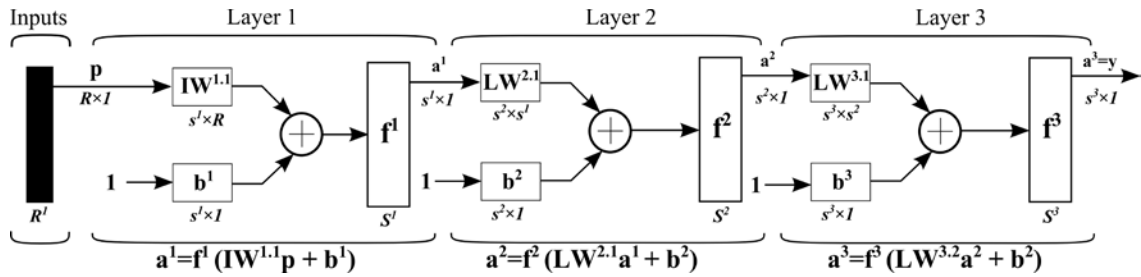 Inputs Layer 1 Layer 2 Layer 3
p a¹ a² a³=y
R×1 IW¹·¹ s¹×1 LW²·¹ s²×1 LW³·¹ s³×1
s¹×R s²×s¹ s³×s²
f¹ f² f³
1 b¹ 1 b² 1 b³
R¹ s¹×1 S¹ s²×1 S² s³×1 S³
a¹=f¹(IW¹·¹p + b¹) a²=f²(LW²·¹a¹ + b²) a³=f³(LW³·²a² + b²)